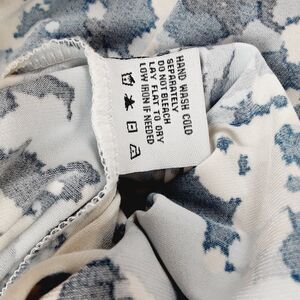 HAND WASH COLD
SEPARATELY
DO NOT BLEACH
LAY FLAT TO DRY
LOW IRON IF NEEDED